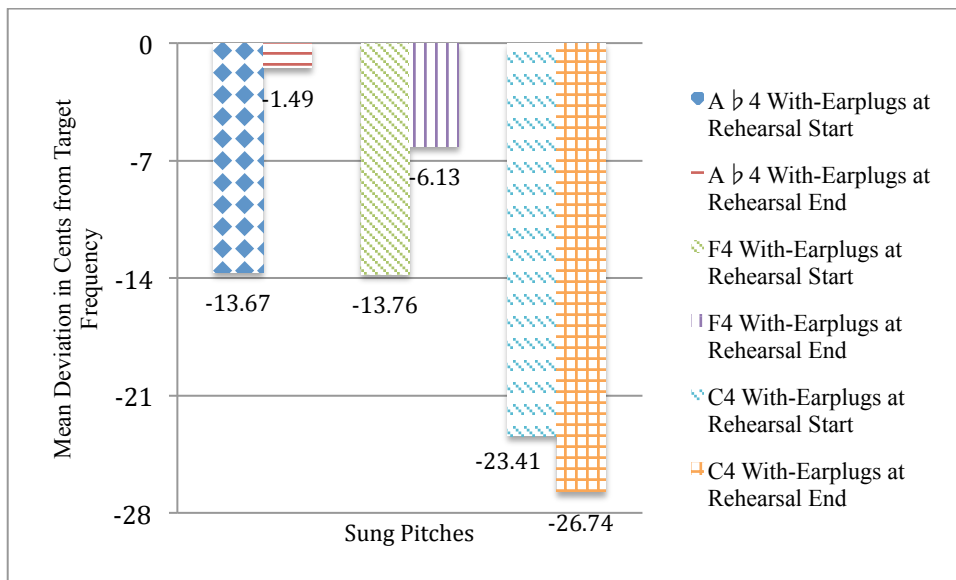 0
-7
-14
-21
-28
Mean Deviation in Cents from Target
Frequency
-1.49
-6.13
-13.67
-13.76
-23.41
-26.74
Sung Pitches
A♭4 With-Earplugs at
Rehearsal Start
A♭4 With-Earplugs at
Rehearsal End
F4 With-Earplugs at
Rehearsal Start
F4 With-Earplugs at
Rehearsal End
C4 With-Earplugs at
Rehearsal Start
C4 With-Earplugs at
Rehearsal End